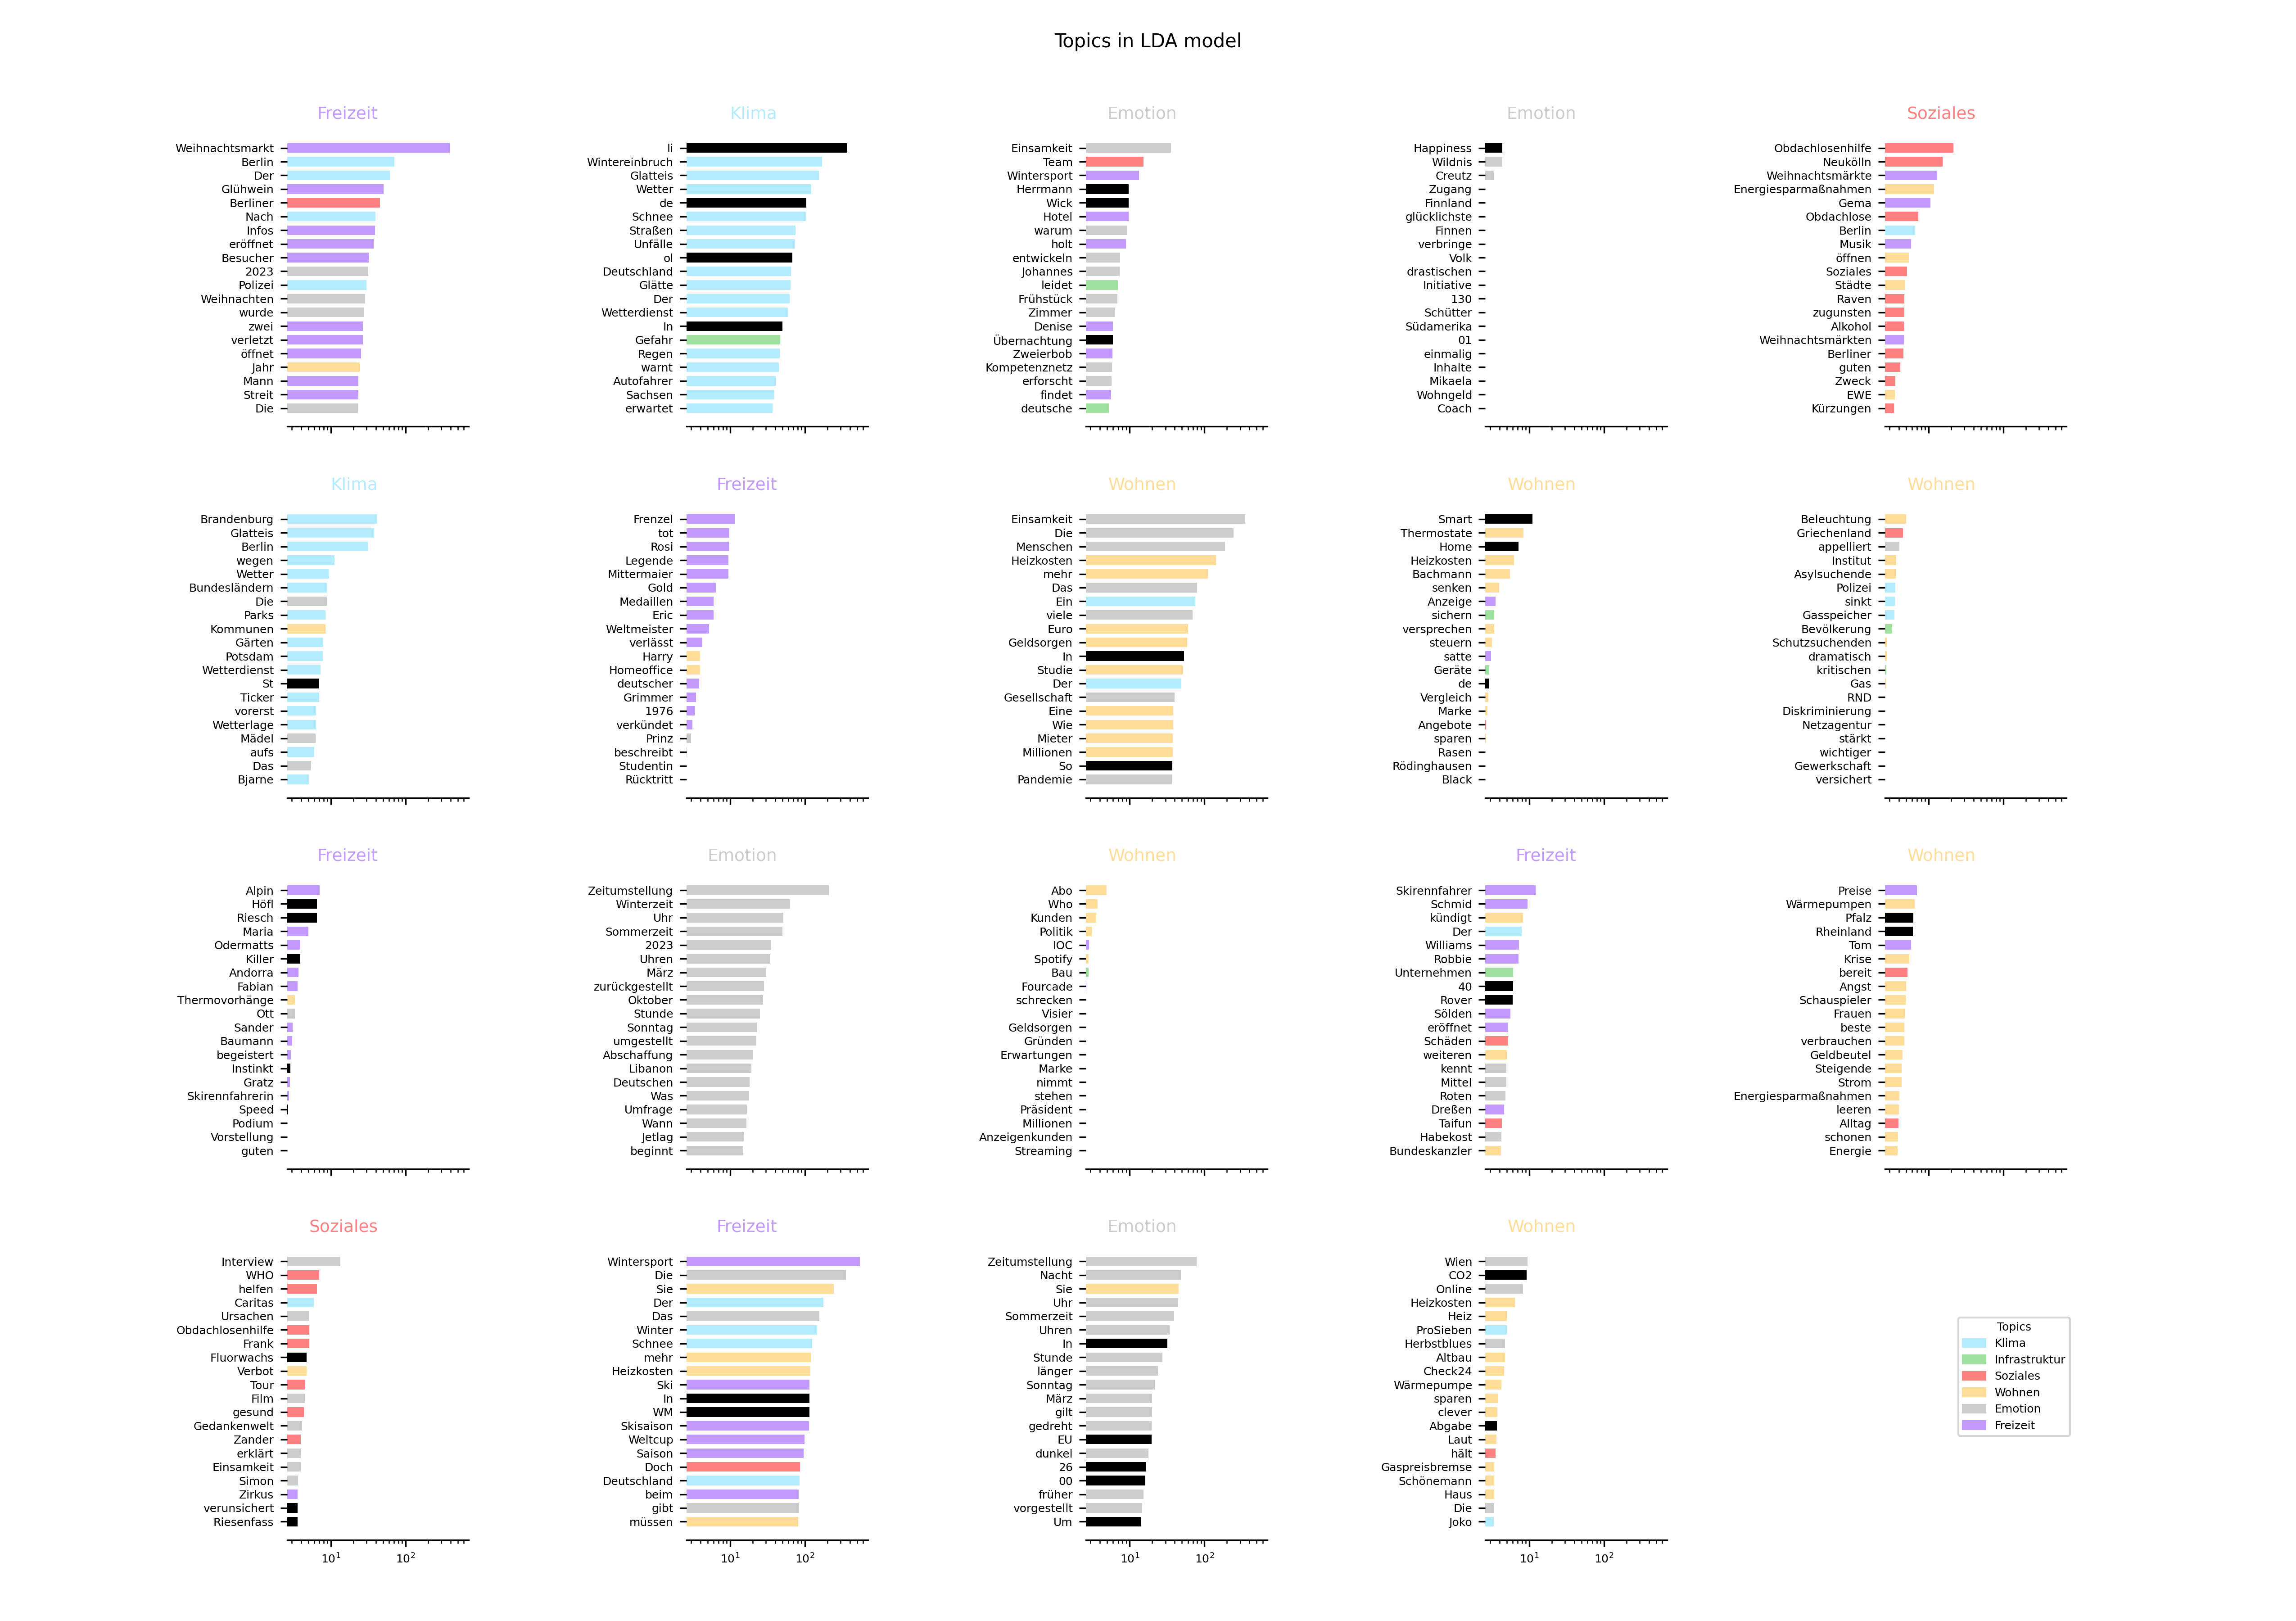 Topics in LDA model
Freizeit
Weihnachtsmarkt
Berlin
Der
Glühwein
Berliner
Nach
Infos
eröffnet
Besucher
2023
Polizei
Weihnachten
wurde
zwei
verletzt
öffnet
Jahr
Mann
Streit
Die
Klima
li
Wintereinbruch
Glatteis
Wetter
de
Schnee
Straßen
Unfälle
ol
Deutschland
Glätte
Der
Wetterdienst
In
Gefahr
Regen
warnt
Autofahrer
Sachsen
erwartet
Emotion
Einsamkeit
Team
Wintersport
Herrmann
Wick
Hotel
warum
holt
entwickeln
Johannes
leidet
Frühstück
Zimmer
Denise
Übernachtung
Zweierbob
Kompetenznetz
erforscht
findet
deutsche
Emotion
Happiness
Wildnis
Creutz
Zugang
Finnland
glücklichste
Finnen
verbringe
Volk
drastischen
Initiative
130
Schütter
Südamerika
01
einmalig
Inhalte
Mikaela
Wohngeld
Coach
Soziales
Obdachlosenhilfe
Neukölln
Weihnachtsmärkte
Energiesparmaßnahmen
Gema
Obdachlose
Berlin
Musik
öffnen
Soziales
Städte
Raven
zugunsten
Alkohol
Weihnachtsmärkten
Berliner
guten
Zweck
EWE
Kürzungen
Klima
Brandenburg
Glatteis
Berlin
wegen
Wetter
Bundesländern
Die
Parks
Kommunen
Gärten
Potsdam
Wetterdienst
St
Ticker
vorerst
Wetterlage
Mädel
aufs
Das
Bjarne
Freizeit
Frenzel
tot
Rosi
Legende
Mittermaier
Gold
Medaillen
Eric
Weltmeister
verlässt
Harry
Homeoffice
deutscher
Grimmer
1976
verkündet
Prinz
beschreibt
Studentin
Rücktritt
Wohnen
Einsamkeit
Die
Menschen
Heizkosten
mehr
Das
Ein
viele
Euro
Geldsorgen
In
Studie
Der
Gesellschaft
Eine
Wie
Mieter
Millionen
So
Pandemie
Wohnen
Smart
Thermostate
Home
Heizkosten
Bachmann
senken
Anzeige
sichern
versprechen
steuern
satte
Geräte
de
Vergleich
Marke
Angebote
sparen
Rasen
Rödinghausen
Black
Wohnen
Beleuchtung
Griechenland
appelliert
Institut
Asylsuchende
Polizei
sinkt
Gasspeicher
Bevölkerung
Schutzsuchenden
dramatisch
kritischen
Gas
RND
Diskriminierung
Netzagentur
stärkt
wichtiger
Gewerkschaft
versichert
Freizeit
Alpin
Höfl
Riesch
Maria
Odermatts
Killer
Andorra
Fabian
Thermovorhänge
Ott
Sander
Baumann
begeistert
Instinkt
Gratz
Skirennfahrerin
Speed
Podium
Vorstellung
guten
Emotion
Zeitumstellung
Winterzeit
Uhr
Sommerzeit
2023
Uhren
März
zurückgestellt
Oktober
Stunde
Sonntag
umgestellt
Abschaffung
Libanon
Deutschen
Was
Umfrage
Wann
Jetlag
beginnt
Wohnen
Abo
Who
Kunden
Politik
IOC
Spotify
Bau
Fourcade
schrecken
Visier
Geldsorgen
Gründen
Erwartungen
Marke
nimmt
stehen
Präsident
Millionen
Anzeigenkunden
Streaming
Freizeit
Skirennfahrer
Schmid
kündigt
Der
Williams
Robbie
Unternehmen
40
Rover
Sölden
eröffnet
Schäden
weiteren
kennt
Mittel
Roten
Dreßen
Taifun
Habekost
Bundeskanzler
Wohnen
Preise
Wärmepumpen
Pfalz
Rheinland
Tom
Krise
bereit
Angst
Schauspieler
Frauen
beste
verbrauchen
Geldbeutel
Steigende
Strom
Energiesparmaßnahmen
leeren
Alltag
schonen
Energie
Soziales
Interview
WHO
helfen
Caritas
Ursachen
Obdachlosenhilfe
Frank
Fluorwachs
Verbot
Tour
Film
gesund
Gedankenwelt
Zander
erklärt
Einsamkeit
Simon
Zirkus
verunsichert
Riesenfass
10¹ 10²
Freizeit
Wintersport
Die
Sie
Der
Das
Winter
Schnee
mehr
Heizkosten
Ski
In
WM
Skisaison
Weltcup
Saison
Doch
Deutschland
beim
gibt
müssen
10¹ 10²
Emotion
Zeitumstellung
Nacht
Sie
Uhr
Sommerzeit
Uhren
In
Stunde
länger
Sonntag
März
gilt
gedreht
EU
dunkel
26
00
früher
vorgestellt
Um
10¹ 10²
Wohnen
Wien
CO2
Online
Heizkosten
Heiz
ProSieben
Herbstblues
Altbau
Check24
Wärmepumpe
sparen
clever
Abgabe
Laut
hält
Gaspreisbremse
Schönemann
Haus
Die
Joko
10¹ 10²
Topics
Klima
Infrastruktur
Soziales
Wohnen
Emotion
Freizeit